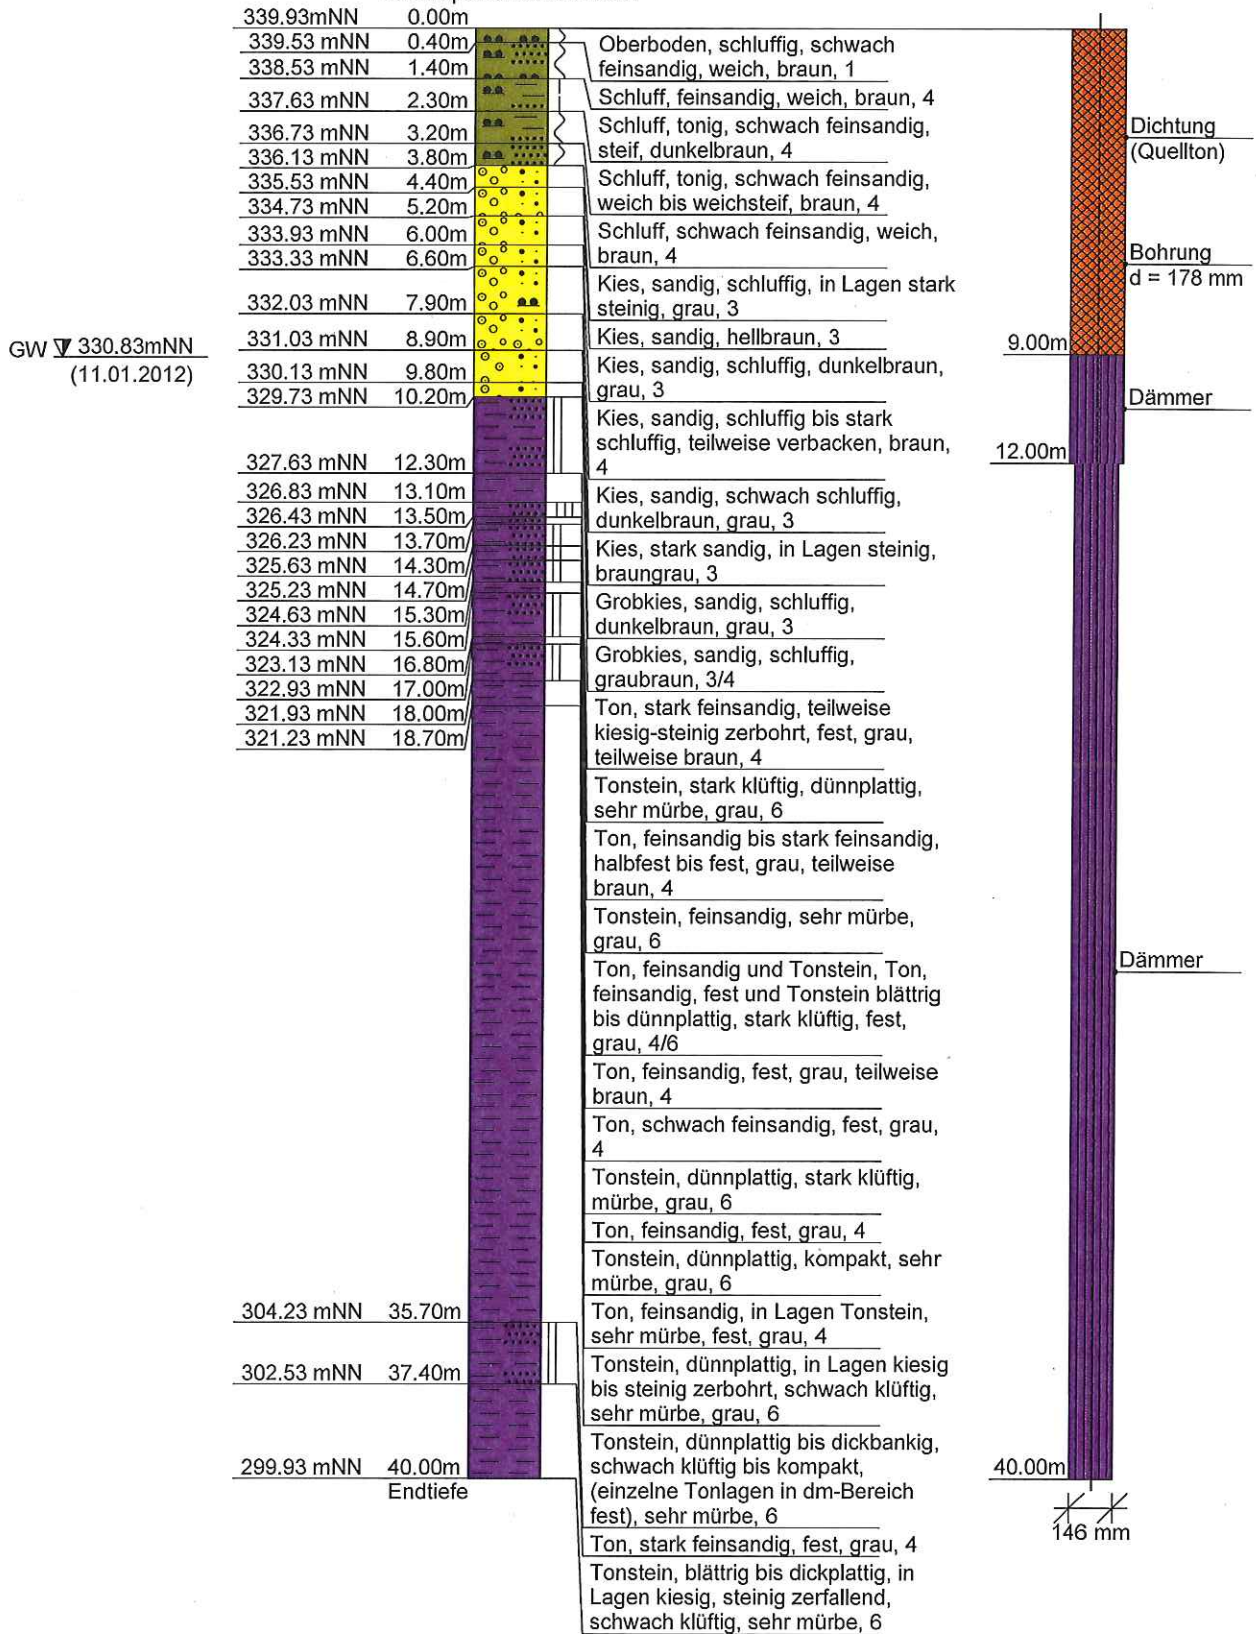 339.93mNN 0.00m
339.53 mNN 0.40m
338.53 mNN 1.40m
337.63 mNN 2.30m
336.73 mNN 3.20m
336.13 mNN 3.80m
335.53 mNN 4.40m
334.73 mNN 5.20m
333.93 mNN 6.00m
333.33 mNN 6.60m
332.03 mNN 7.90m
331.03 mNN 8.90m
330.13 mNN 9.80m
329.73 mNN 10.20m
327.63 mNN 12.30m
326.83 mNN 13.10m
326.43 mNN 13.50m
326.23 mNN 13.70m
325.63 mNN 14.30m
325.23 mNN 14.70m
324.63 mNN 15.30m
324.33 mNN 15.60m
323.13 mNN 16.80m
322.93 mNN 17.00m
321.93 mNN 18.00m
321.23 mNN 18.70m
304.23 mNN 35.70m
302.53 mNN 37.40m
299.93 mNN 40.00m
Endtiefe
GW 330.83mNN
(11.01.2012)
Oberboden, schluffig, schwach
feinsandig, weich, braun, 1
Schluff, feinsandig, weich, braun, 4
Schluff, tonig, schwach feinsandig,
steif, dunkelbraun, 4
Schluff, tonig, schwach feinsandig,
weich bis weichsteif, braun, 4
Schluff, schwach feinsandig, weich,
braun, 4
Kies, sandig, schluffig, in Lagen stark
steinig, grau, 3
Kies, sandig, hellbraun, 3
Kies, sandig, schluffig, dunkelbraun,
grau, 3
Kies, sandig, schluffig bis stark
schluffig, teilweise verbacken, braun,
4
Kies, sandig, schwach schluffig,
dunkelbraun, grau, 3
Kies, stark sandig, in Lagen steinig,
braungrau, 3
Grobkies, sandig, schluffig,
dunkelbraun, grau, 3
Grobkies, sandig, schluffig,
graubraun, 3/4
Ton, stark feinsandig, teilweise
kiesig-steinig zerbohrt, fest, grau,
teilweise braun, 4
Tonstein, stark klüftig, dünnplattig,
sehr mürbe, grau, 6
Ton, feinsandig bis stark feinsandig,
halbfest bis fest, grau, teilweise
braun, 4
Tonstein, feinsandig, sehr mürbe,
grau, 6
Ton, feinsandig und Tonstein, Ton,
feinsandig, fest und Tonstein blättrig
bis dünnplattig, stark klüftig, fest,
grau, 4/6
Ton, feinsandig, fest, grau, teilweise
braun, 4
Ton, schwach feinsandig, fest, grau,
4
Tonstein, dünnplattig, stark klüftig,
mürbe, grau, 6
Ton, feinsandig, fest, grau, 4
Tonstein, dünnplattig, kompakt, sehr
mürbe, grau, 6
Ton, feinsandig, in Lagen Tonstein,
sehr mürbe, fest, grau, 4
Tonstein, dünnplattig, in Lagen kiesig
bis steinig zerbohrt, schwach klüftig,
sehr mürbe, grau, 6
Tonstein, dünnplattig bis dickbankig,
schwach klüftig bis kompakt,
(einzelne Tonlagen in dm-Bereich
fest), sehr mürbe, 6
Ton, stark feinsandig, fest, grau, 4
Tonstein, blättrig bis dickplattig, in
Lagen kiesig, steinig zerfallend,
schwach klüftig, sehr mürbe, 6
Dichtung
(Quellton)
Bohrung
d = 178 mm
9.00m
Dämmer
12.00m
Dämmer
40.00m
146 mm